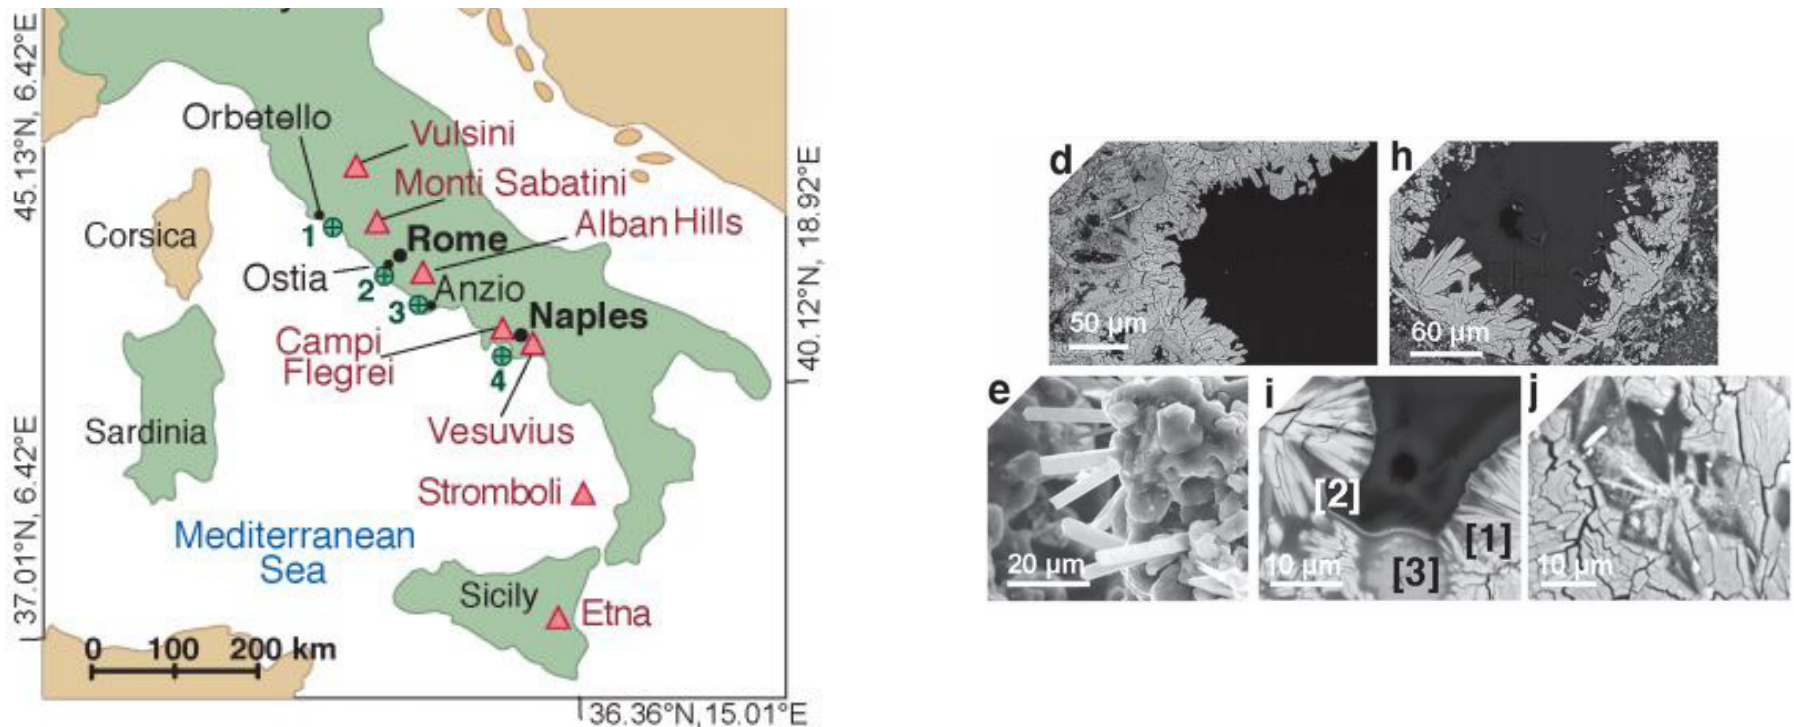 45.13°N, 6.42°E
Orbetello
Vulsini
Monti Sabatini
Alban Hills
Corsica
1
Rome
Ostia
2
Anzio
3
Naples
Campi
Flegrei
4
Vesuvius
Sardinia
Stromboli
Mediterranean
Sea
Sicily
Etna
0 100 200 km
37.01°N, 6.42°E
40.12°N, 18.92°E
36.36°N,15.01°E
d
50 µm
h
60 µm
e
20 µm
i
[2]
[1]
[3]
10 µm
j
10 µm